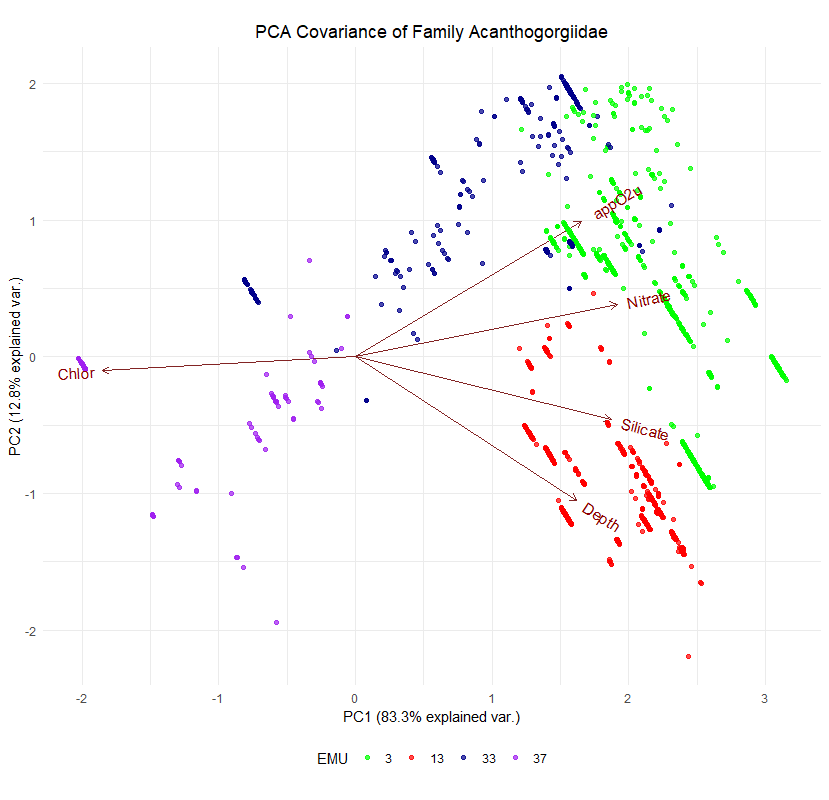 PCA Covariance of Family Acanthogorgiidae
2
1
0
-1
-2
PC2 (12.8% explained var.)
appO2u
Nitrate
Chlor
Silicate
Depth
-2 -1 0 1 2 3
PC1 (83.3% explained var.)
EMU 3 13 33 37